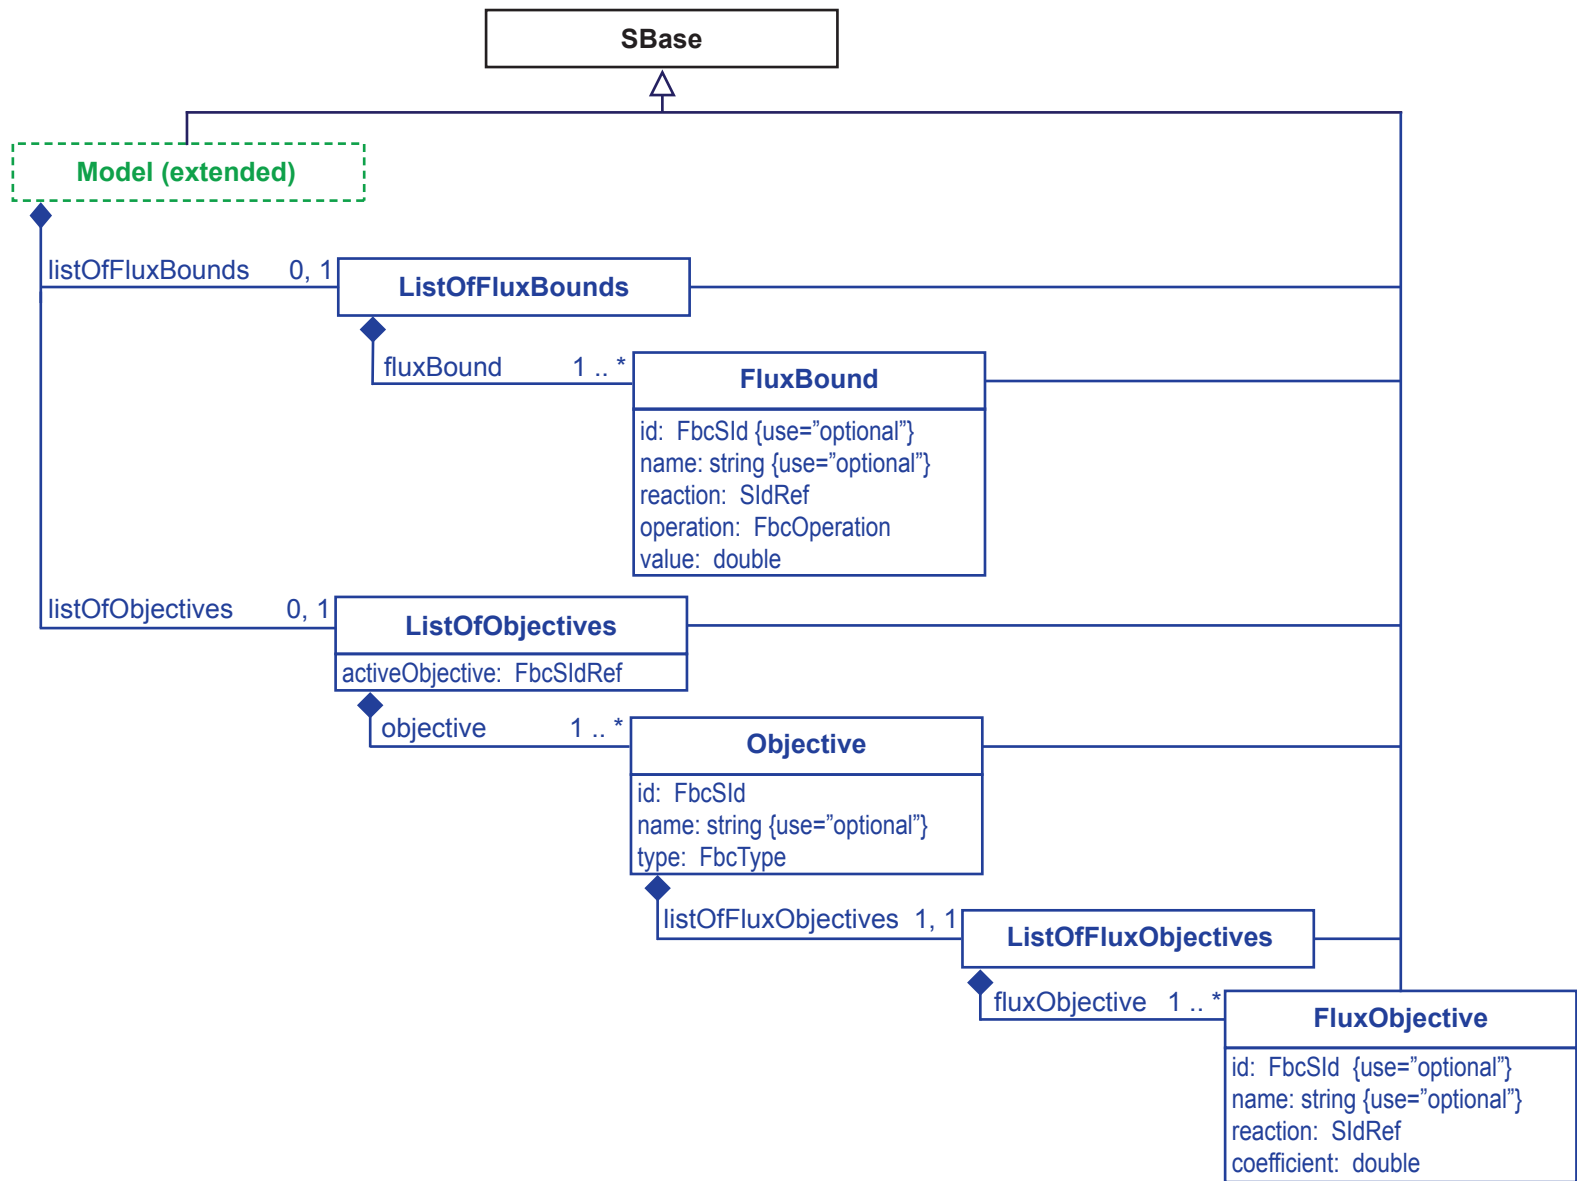 SBase
Model (extended)
listOfFluxBounds 0, 1
ListOfFluxBounds
fluxBound 1 .. *
FluxBound
id: FbcSId {use=”optional”}
name: string {use=”optional”}
reaction: SIdRef
operation: FbcOperation
value: double
listOfObjectives 0, 1
ListOfObjectives
activeObjective: FbcSIdRef
objective 1 .. *
Objective
id: FbcSId
name: string {use=”optional”}
type: FbcType
listOfFluxObjectives 1, 1
ListOfFluxObjectives
fluxObjective 1 .. *
FluxObjective
id: FbcSId {use=”optional”}
name: string {use=”optional”}
reaction: SIdRef
coefficient: double